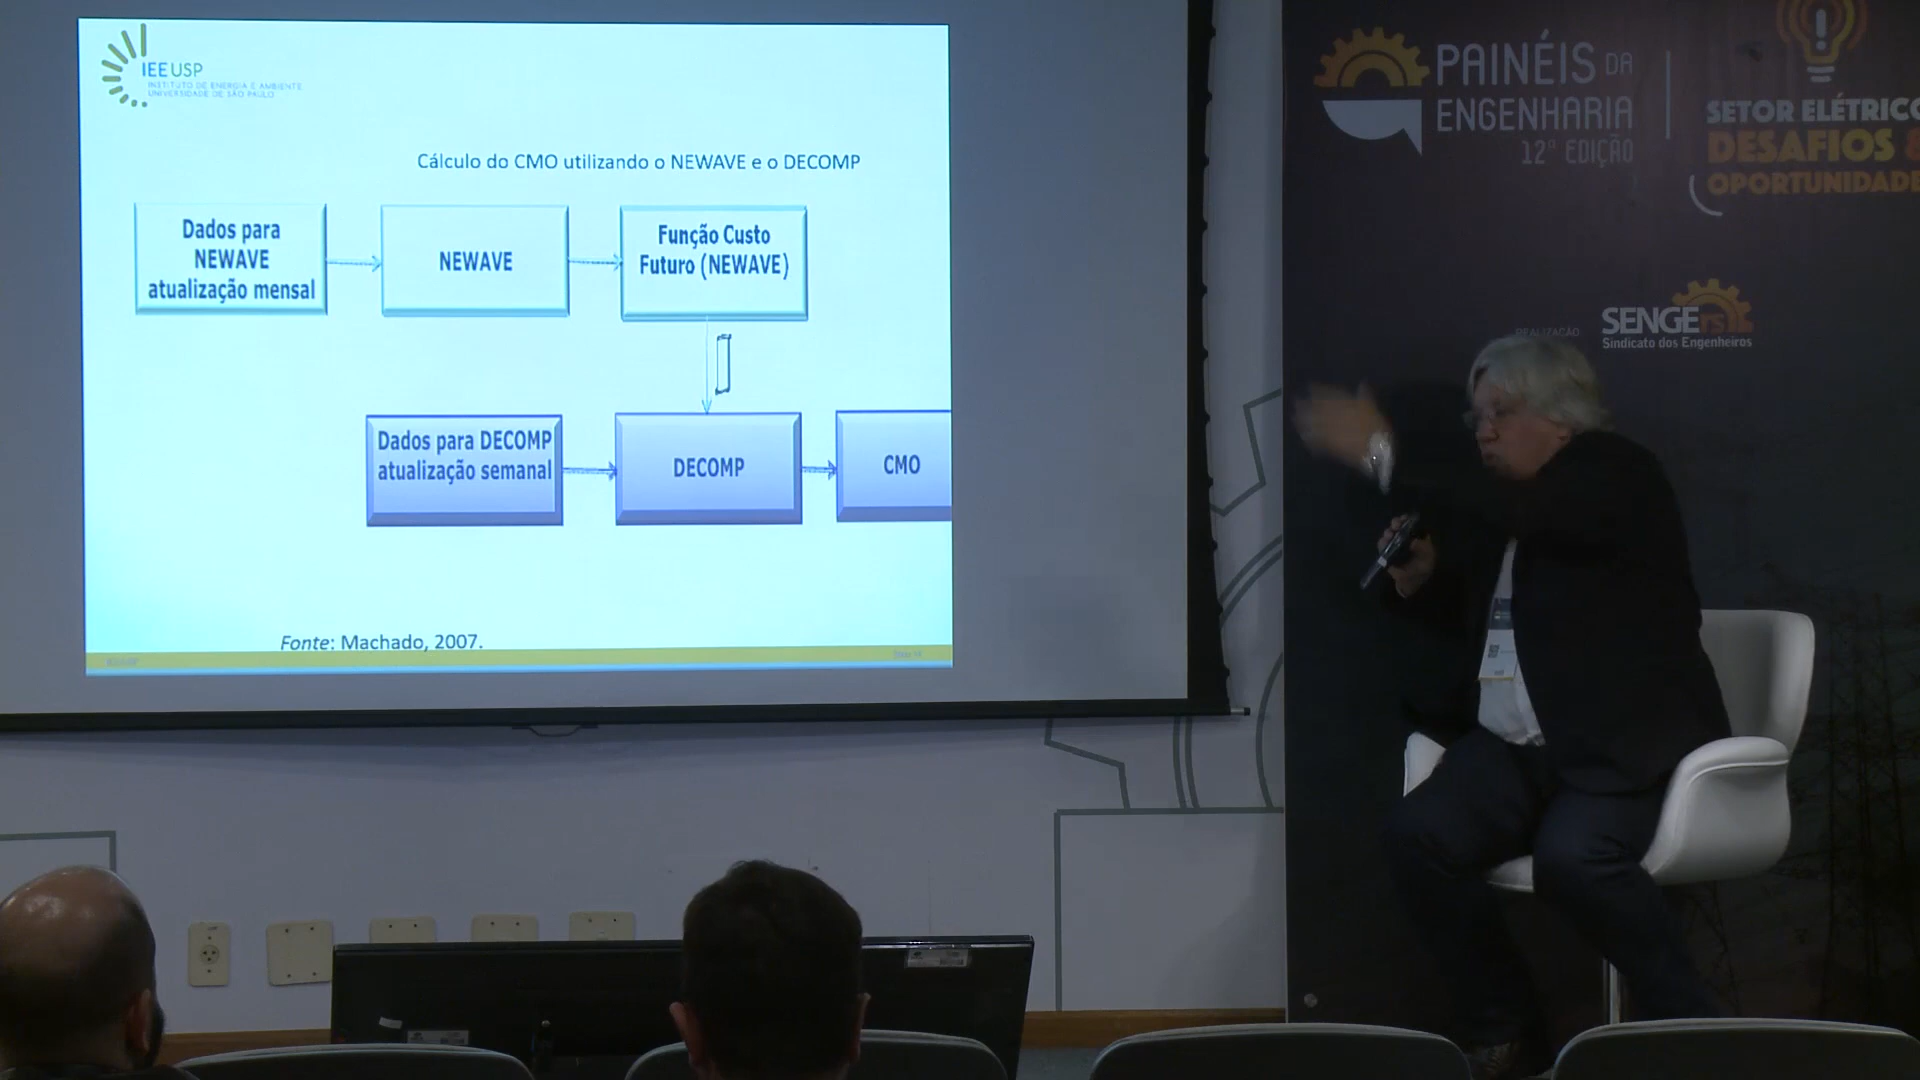 IEEUSP
INSTITUTO DE ENERGIA E AMBIENTE
UNIVERSIDADE DE SÃO PAULO
Cálculo do CMO utilizando o NEWAVE e o DECOMP
Dados para
NEWAVE
atualização mensal
NEWAVE
Função Custo
Futuro (NEWAVE)
Dados para DECOMP
atualização semanal
DECOMP
CMO
Fonte: Machado, 2007.
PAINÉIS DA
ENGENHARIA
12ª EDIÇÃO
SETOR ELÉTRICO
DESAFIOS &
OPORTUNIDADE
REALIZAÇÃO
SENGE rs
Sindicato dos Engenheiros